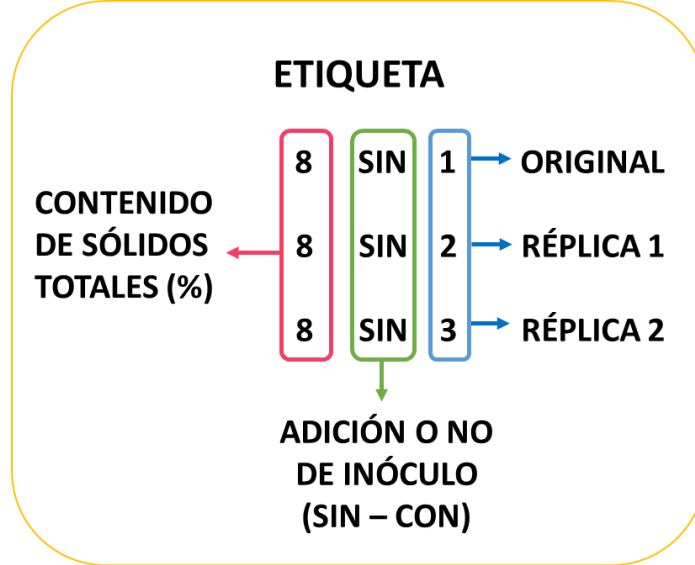 ETIQUETA
8 SIN 1 ORIGINAL
CONTENIDO
DE SÓLIDOS
TOTALES (%)
8 SIN 2 RÉPLICA 1
8 SIN 3 RÉPLICA 2
ADICIÓN O NO
DE INÓCULO
(SIN – CON)